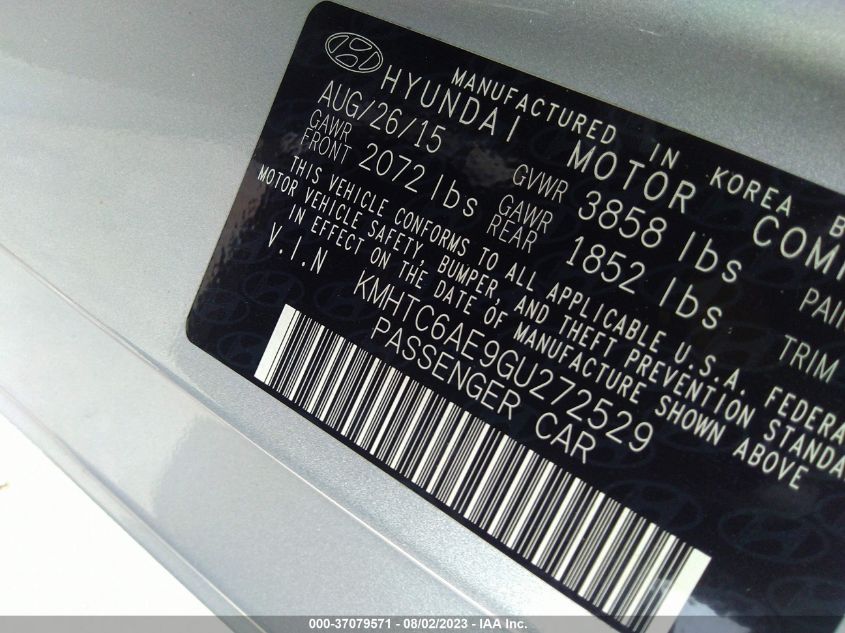 MANUFACTURED IN KOREA B
HYUNDAI MOTOR COM
AUG/26/15 GVWR 3858 lbs
GAWR FRONT 2072 lbs GAWR REAR 1852 lbs PAI
THIS VEHICLE CONFORMS TO ALL APPLICABLE U.S.A. FEDERA
MOTOR VEHICLE SAFETY, BUMPER, AND THEFT PREVENTION STANDA
IN EFFECT ON THE DATE OF MANUFACTURE SHOWN ABOVE
TRIM
V.I.N KMHTC6AE9GU272529
PASSENGER CAR
000-37079571 - 08/02/2023 - IAA Inc.